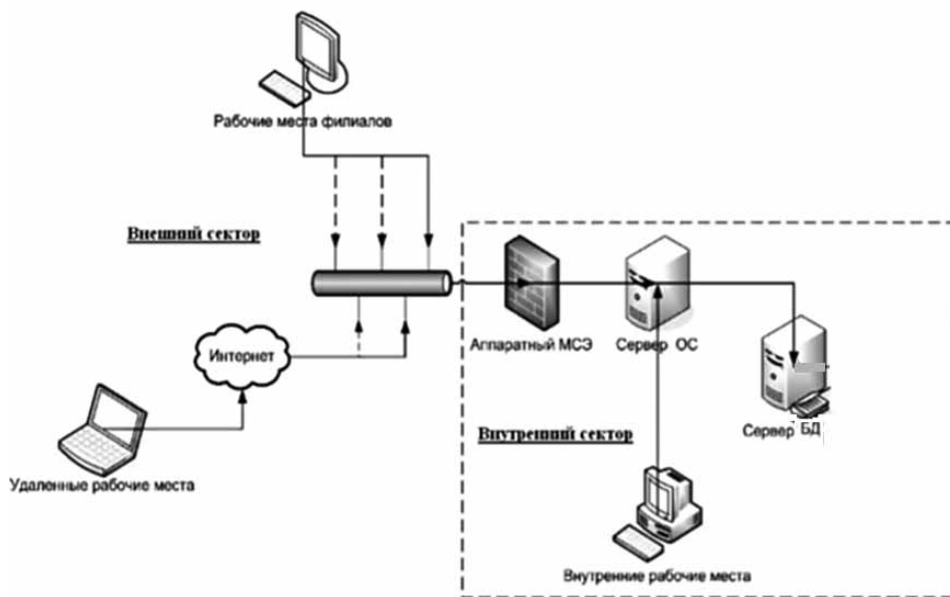 Рабочие места филиалов
Внешний сектор
Аппаратный МСЭ
Сервер ОС
Интернет
Сервер БД
Внутренний сектор
Удаленные рабочие места
Внутренние рабочие места